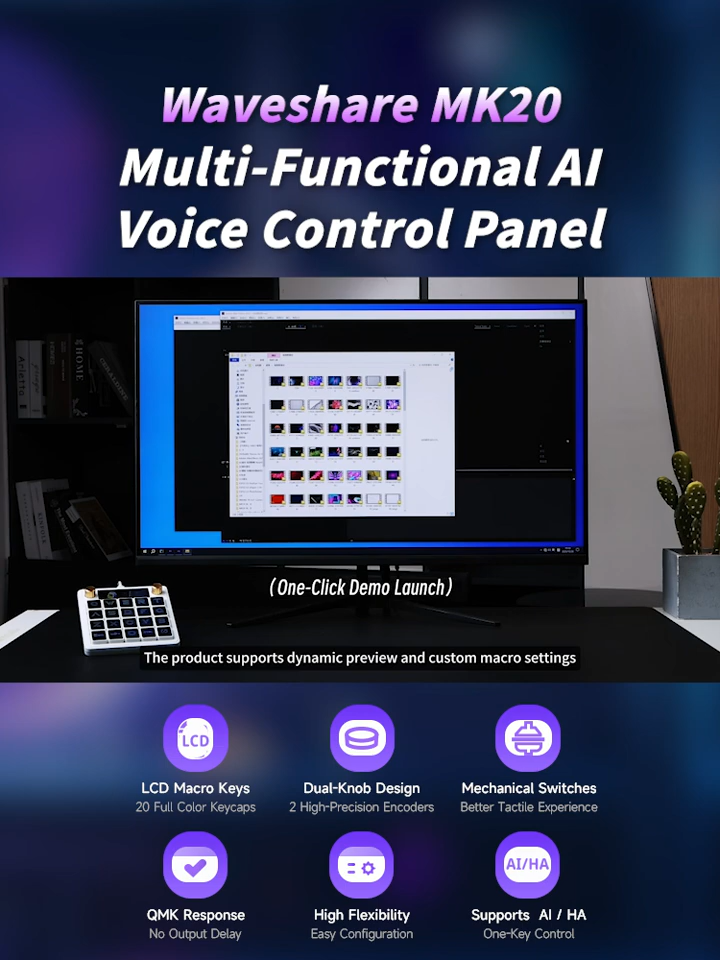 Waveshare MK20
Multi-Functional AI
Voice Control Panel
HOME
(One-Click Demo Launch)
The product supports dynamic preview and custom macro settings
LCD
LCD Macro Keys
20 Full Color Keycaps
Dual-Knob Design
2 High-Precision Encoders
Mechanical Switches
Better Tactile Experience
QMK Response
No Output Delay
High Flexibility
Easy Configuration
AI/HA
Supports AI / HA
One-Key Control